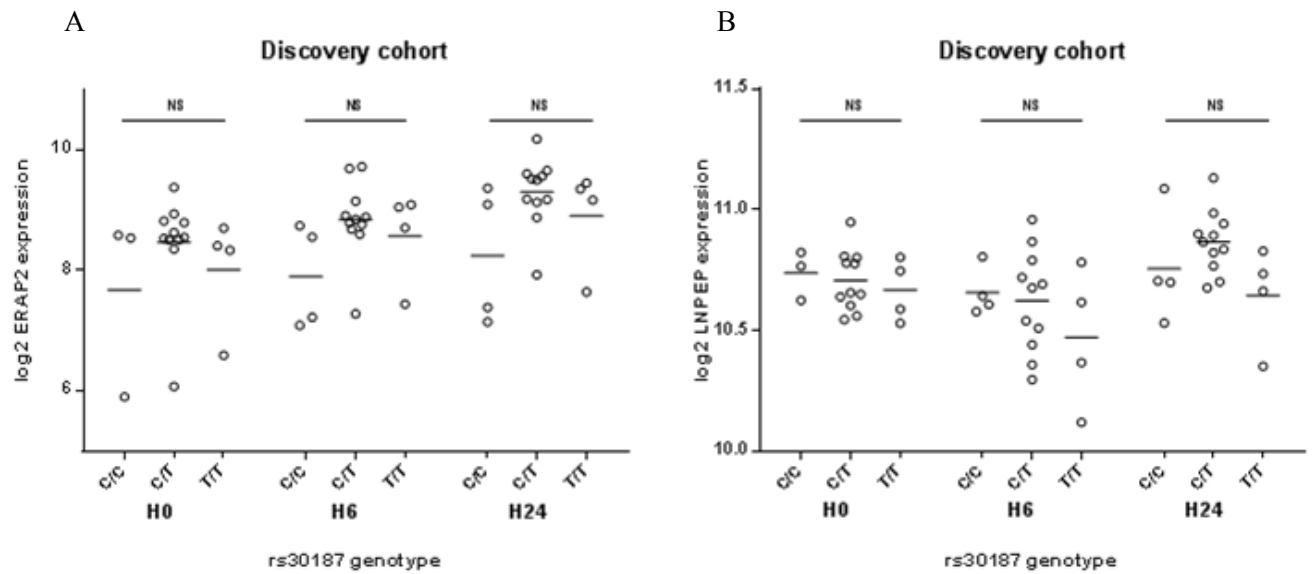 A
Discovery cohort
NS NS NS
log2 ERAP2 expression
10
8
6
C/C C/T T/T C/C C/T T/T C/C C/T T/T
H0 H6 H24
rs30187 genotype
B
Discovery cohort
11.5
NS NS NS
log2 LNPEP expression
11.0
10.5
10.0
C/C C/T T/T C/C C/T T/T C/C C/T T/T
H0 H6 H24
rs30187 genotype